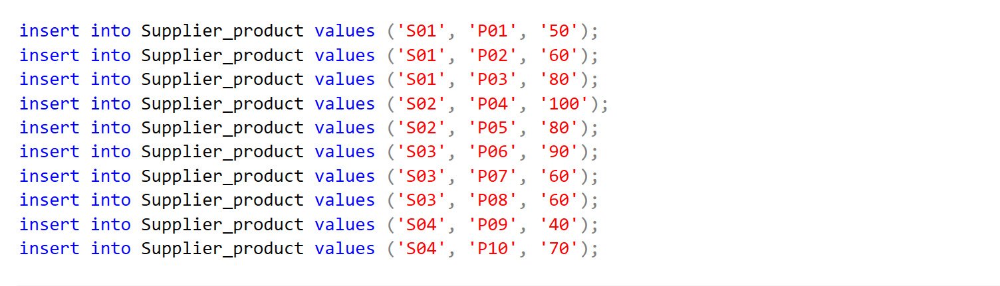 insert into Supplier_product values ('S01', 'P01', '50');
insert into Supplier_product values ('S01', 'P02', '60');
insert into Supplier_product values ('S01', 'P03', '80');
insert into Supplier_product values ('S02', 'P04', '100');
insert into Supplier_product values ('S02', 'P05', '80');
insert into Supplier_product values ('S03', 'P06', '90');
insert into Supplier_product values ('S03', 'P07', '60');
insert into Supplier_product values ('S03', 'P08', '60');
insert into Supplier_product values ('S04', 'P09', '40');
insert into Supplier_product values ('S04', 'P10', '70');